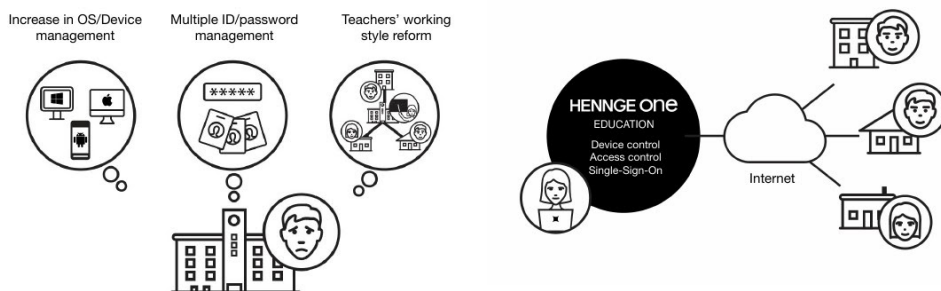 Increase in OS/Device
management
Multiple ID/password
management
Teachers' working
style reform
*****
HENNGE one
EDUCATION
Device control
Access control
Single-Sign-On
Internet